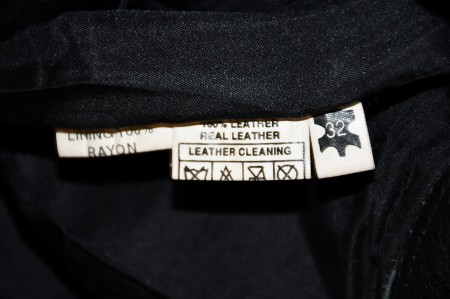 LINING 100%
RAYON
100% LEATHER
REAL LEATHER
LEATHER CLEANING
32